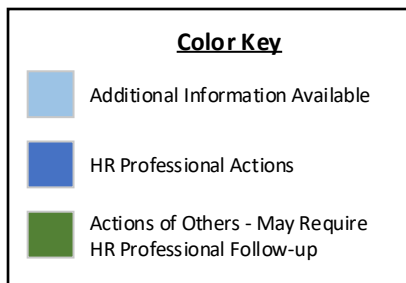 Color Key
Additional Information Available
HR Professional Actions
Actions of Others - May Require
HR Professional Follow-up